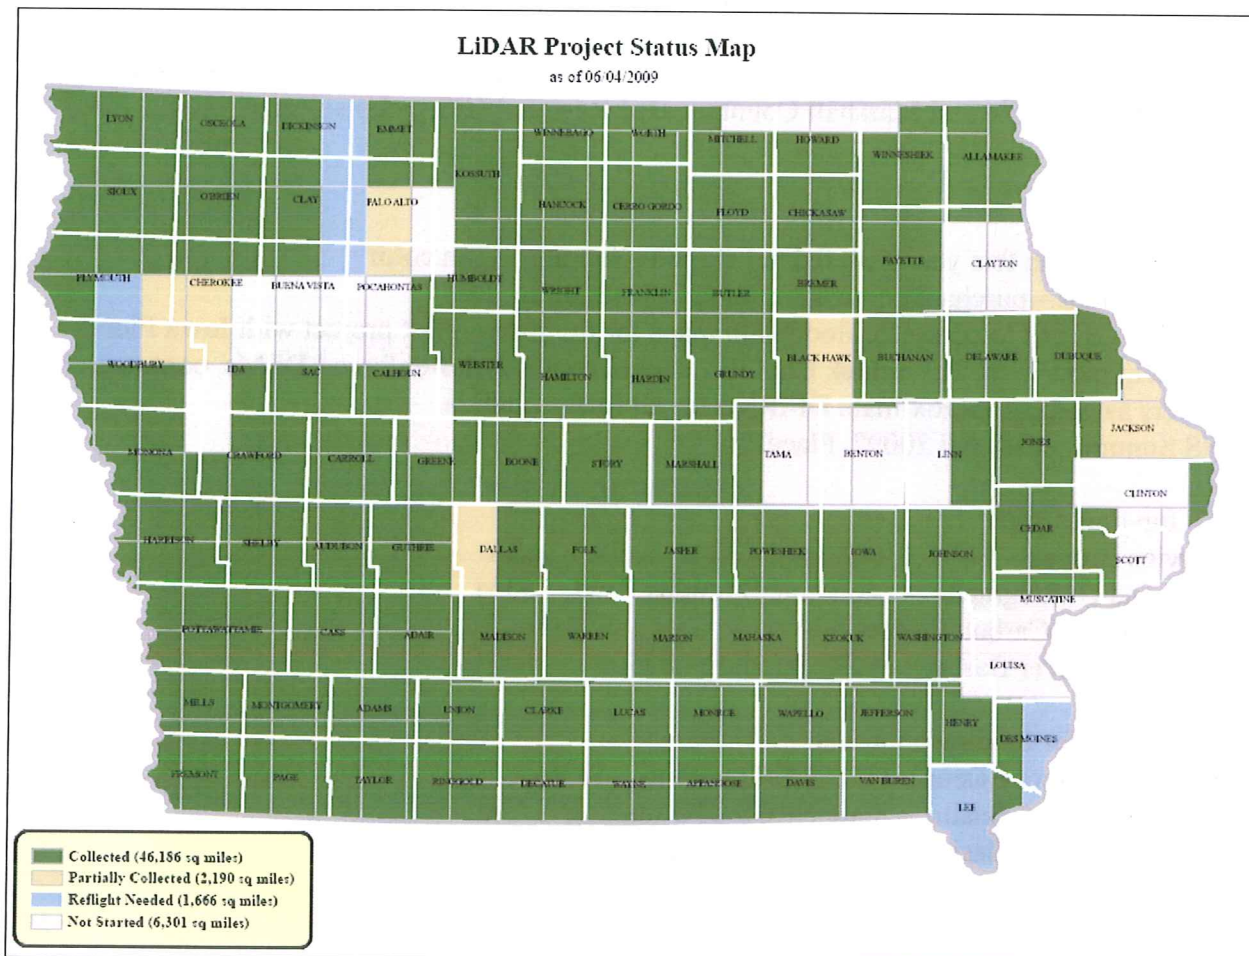 LiDAR Project Status Map
as of 06/04/2009
LYON
OSCEOLA
DICKINSON
EMMET
WINNEBAGO
WORTH
MITCHELL
HOWARD
WINNESHIEK
ALLAMAKEE
KOSSUTH
SIOUX
O'BRIEN
CLAY
PALO ALTO
HANCOCK
CERRO GORDO
FLOYD
CHICKASAW
FAYETTE
CLAYTON
PLYMOUTH
CHEROKEE
BUENA VISTA
POCAHONTAS
HUMBOLDT
WRIGHT
FRANKLIN
BUTLER
BREMER
WOODBURY
IDA
SAC
CALHOUN
WEBSTER
HAMILTON
HARDIN
GRUNDY
BLACK HAWK
BUCHANAN
DELAWARE
DUBUQUE
MONONA
CRAWFORD
CARROLL
GREENE
BOONE
STORY
MARSHALL
TAMA
BENTON
LINN
JONES
JACKSON
CLINTON
HARRISON
SHELBY
AUDUBON
GUTHRIE
DALLAS
POLK
JASPER
POWESHIEK
IOWA
JOHNSON
CEDAR
SCOTT
MUSCATINE
POTTAWATTAMIE
CASS
ADAIR
MADISON
WARREN
MARION
MAHASKA
KEOKUK
WASHINGTON
LOUISA
MILLS
MONTGOMERY
ADAMS
UNION
CLARKE
LUCAS
MONROE
WAPELLO
JEFFERSON
HENRY
DES MOINES
FREMONT
PAGE
TAYLOR
RINGGOLD
DECATUR
WAYNE
APPANOOSE
DAVIS
VAN BUREN
LEE
Collected (46,186 sq miles)
Partially Collected (2,190 sq miles)
Reflight Needed (1,666 sq miles)
Not Started (6,301 sq miles)